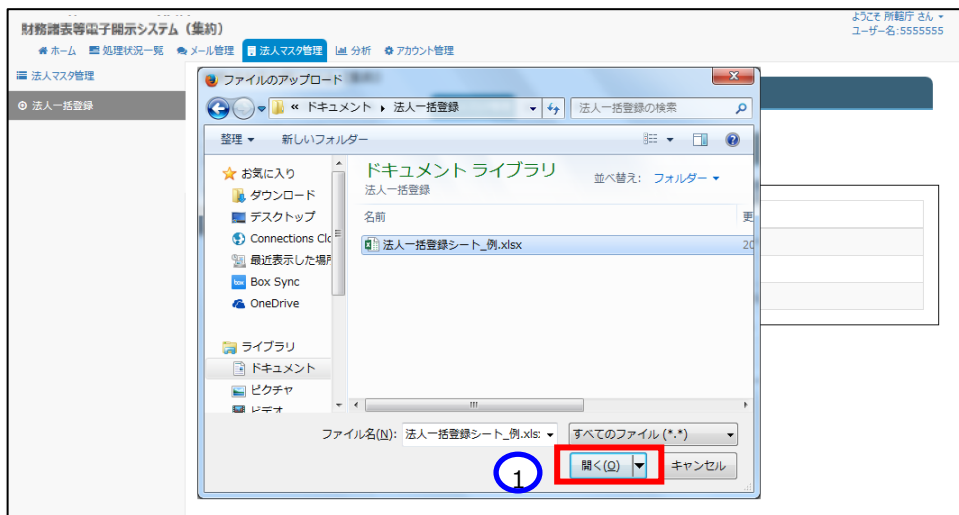 ようこそ 所轄庁 さん
ユーザー名:5555555
財務諸表等電子開示システム（集約）
ホーム 処理状況一覧 メール管理 法人マスタ管理 分析 アカウント管理
法人マスタ管理
法人一括登録
ファイルのアップロード
« ドキュメント 法人一括登録
法人一括登録の検索
整理 新しいフォルダー
お気に入り
ダウンロード
デスクトップ
Connections Clo
最近表示した場所
Box Sync
OneDrive
ライブラリ
ドキュメント
ピクチャ
ビデオ
ドキュメント ライブラリ
法人一括登録
並べ替え: フォルダー
名前 更
法人一括登録シート_例.xlsx 20
ファイル名(N): 法人一括登録シート_例.xls
すべてのファイル (*.*)
1
開く(O) キャンセル